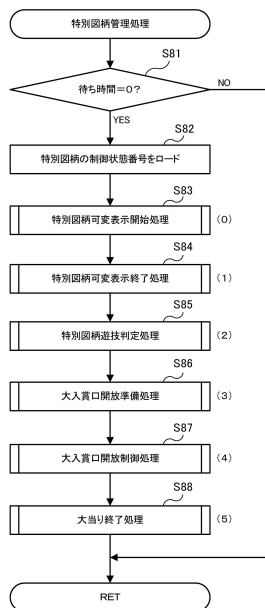 特別図柄管理処理
S81
待ち時間=0?
NO
YES
S82
特別図柄の制御状態番号をロード
S83
特別図柄可変表示開始処理
(0)
S84
特別図柄可変表示終了処理
(1)
S85
特別図柄遊技判定処理
(2)
S86
大入賞口開放準備処理
(3)
S87
大入賞口開放制御処理
(4)
S88
大当り終了処理
(5)
RET